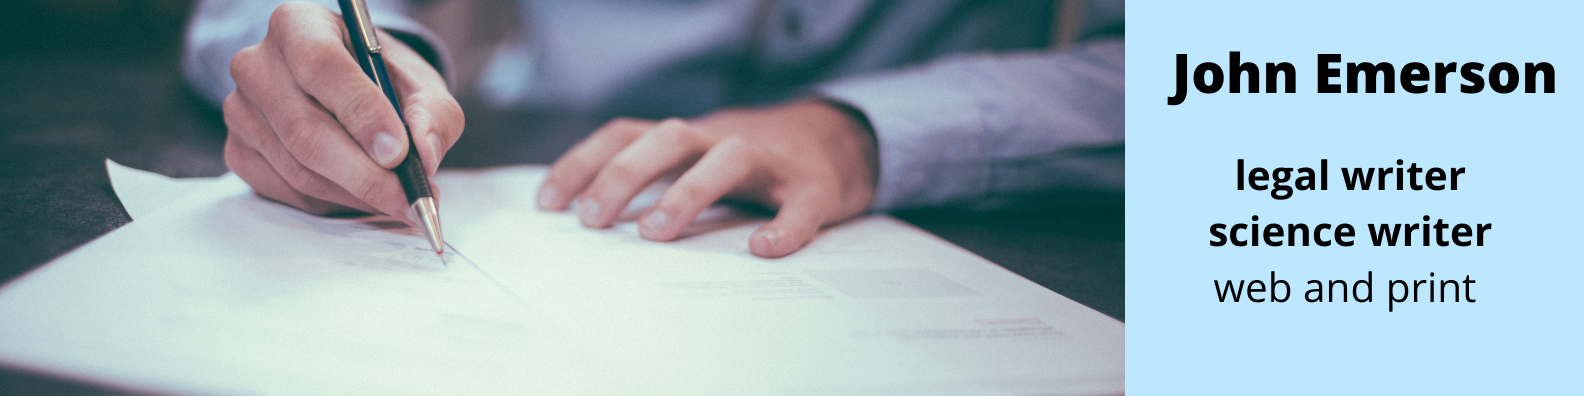 John Emerson
legal writer
science writer
web and print